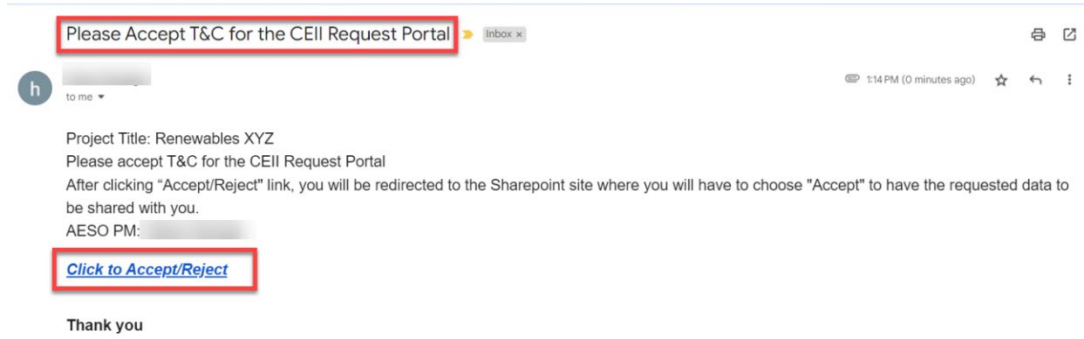 Please Accept T&C for the CEII Request Portal
Inbox ×
h
1:14 PM (0 minutes ago)
to me
Project Title: Renewables XYZ
Please accept T&C for the CEII Request Portal
After clicking “Accept/Reject" link, you will be redirected to the Sharepoint site where you will have to choose "Accept" to have the requested data to
be shared with you.
AESO PM:
Click to Accept/Reject
Thank you